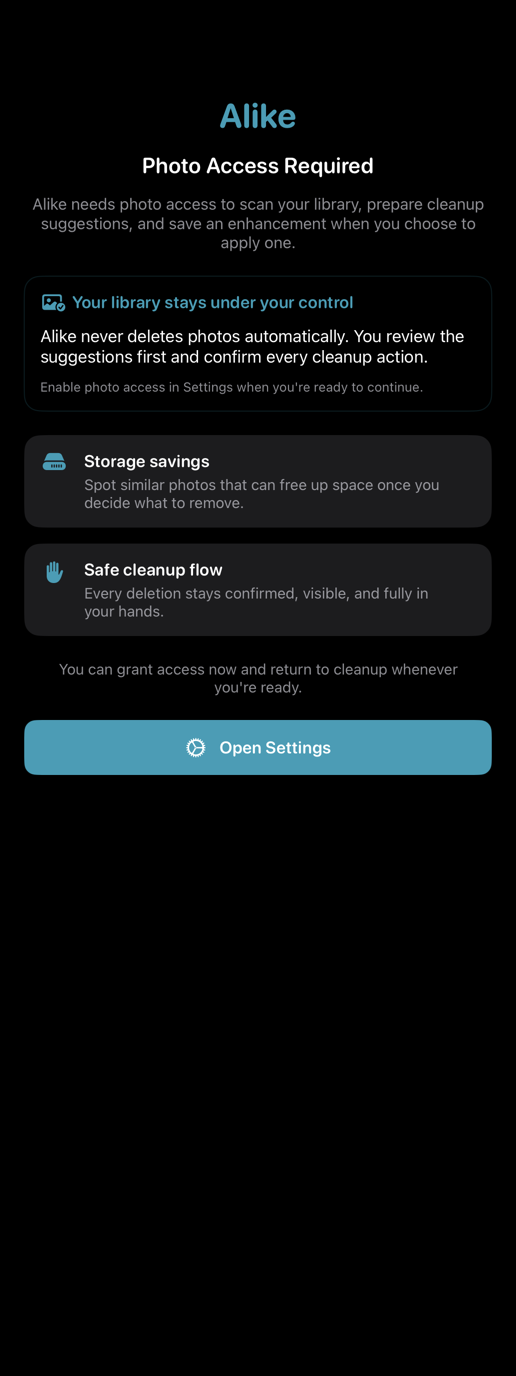 Alike
Photo Access Required
Alike needs photo access to scan your library, prepare cleanup
suggestions, and save an enhancement when you choose to
apply one.
Your library stays under your control
Alike never deletes photos automatically. You review the
suggestions first and confirm every cleanup action.
Enable photo access in Settings when you're ready to continue.
Storage savings
Spot similar photos that can free up space once you
decide what to remove.
Safe cleanup flow
Every deletion stays confirmed, visible, and fully in
your hands.
You can grant access now and return to cleanup whenever
you're ready.
Open Settings